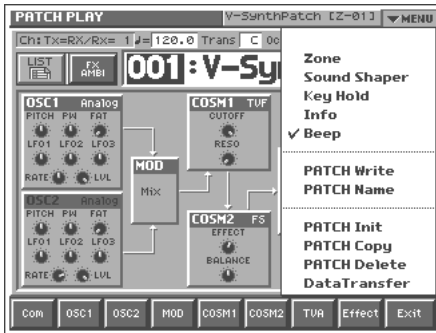 PATCH PLAY V-SynthPatch [Z-01] ▼MENU
Ch:Tx=RX/Rx= 1 ♩= 120.0 Trans C Oc
LIST FX AMBI 001:V-Sy
Zone
Sound Shaper
Key Hold
Info
✓ Beep
PATCH Write
PATCH Name
PATCH Init
PATCH Copy
PATCH Delete
DataTransfer
OSC1 Analog
PITCH PW FAT
LFO1 LFO2 LFO3
RATE LVL
OSC2 Analog
PITCH PW FAT
LFO1 LFO2 LFO3
RATE LVL
MOD
Mix
COSM1 TVF
CUTOFF
RESO
COSM2 FS
EFFECT
BALANCE
Com OSC1 OSC2 MOD COSM1 COSM2 TVA Effect Exit